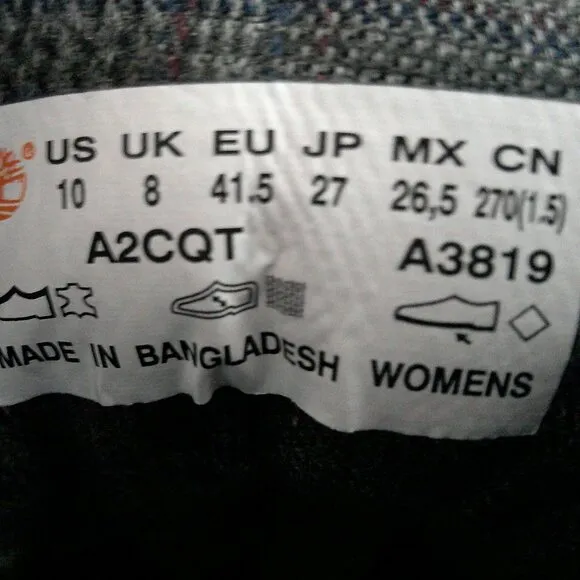 ® US UK EU JP MX CN
10 8 41.5 27 26,5 270(1.5)
A2CQT A3819
MADE IN BANGLADESH WOMENS